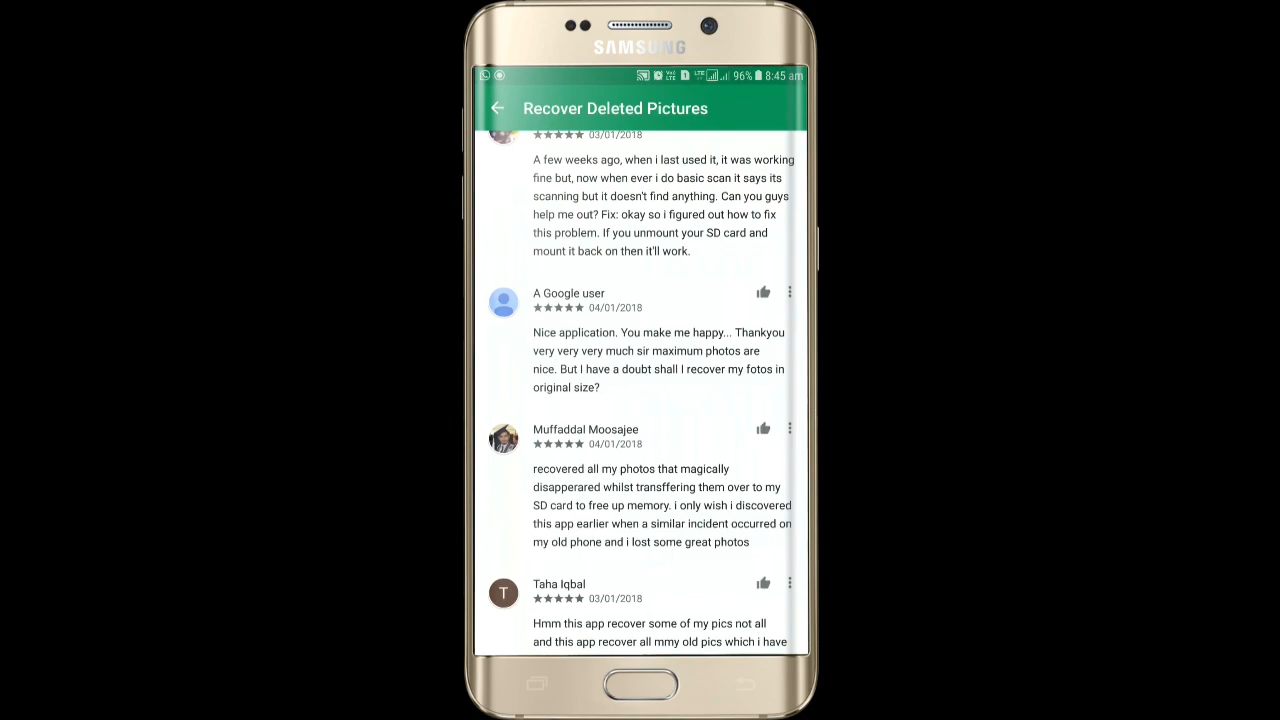 SAMSUNG
96% 8:45 am
Recover Deleted Pictures
★★★★★ 03/01/2018
A few weeks ago, when i last used it, it was working
fine but, now when ever i do basic scan it says its
scanning but it doesn't find anything. Can you guys
help me out? Fix: okay so i figured out how to fix
this problem. If you unmount your SD card and
mount it back on then it'll work.
A Google user
★★★★★ 04/01/2018
Nice application. You make me happy... Thankyou
very very very much sir maximum photos are
nice. But I have a doubt shall I recover my fotos in
original size?
Muffaddal Moosajee
★★★★★ 04/01/2018
recovered all my photos that magically
disapperared whilst transffering them over to my
SD card to free up memory. i only wish i discovered
this app earlier when a similar incident occurred on
my old phone and i lost some great photos
T
Taha Iqbal
★★★★★ 03/01/2018
Hmm this app recover some of my pics not all
and this app recover all mmy old pics which i have